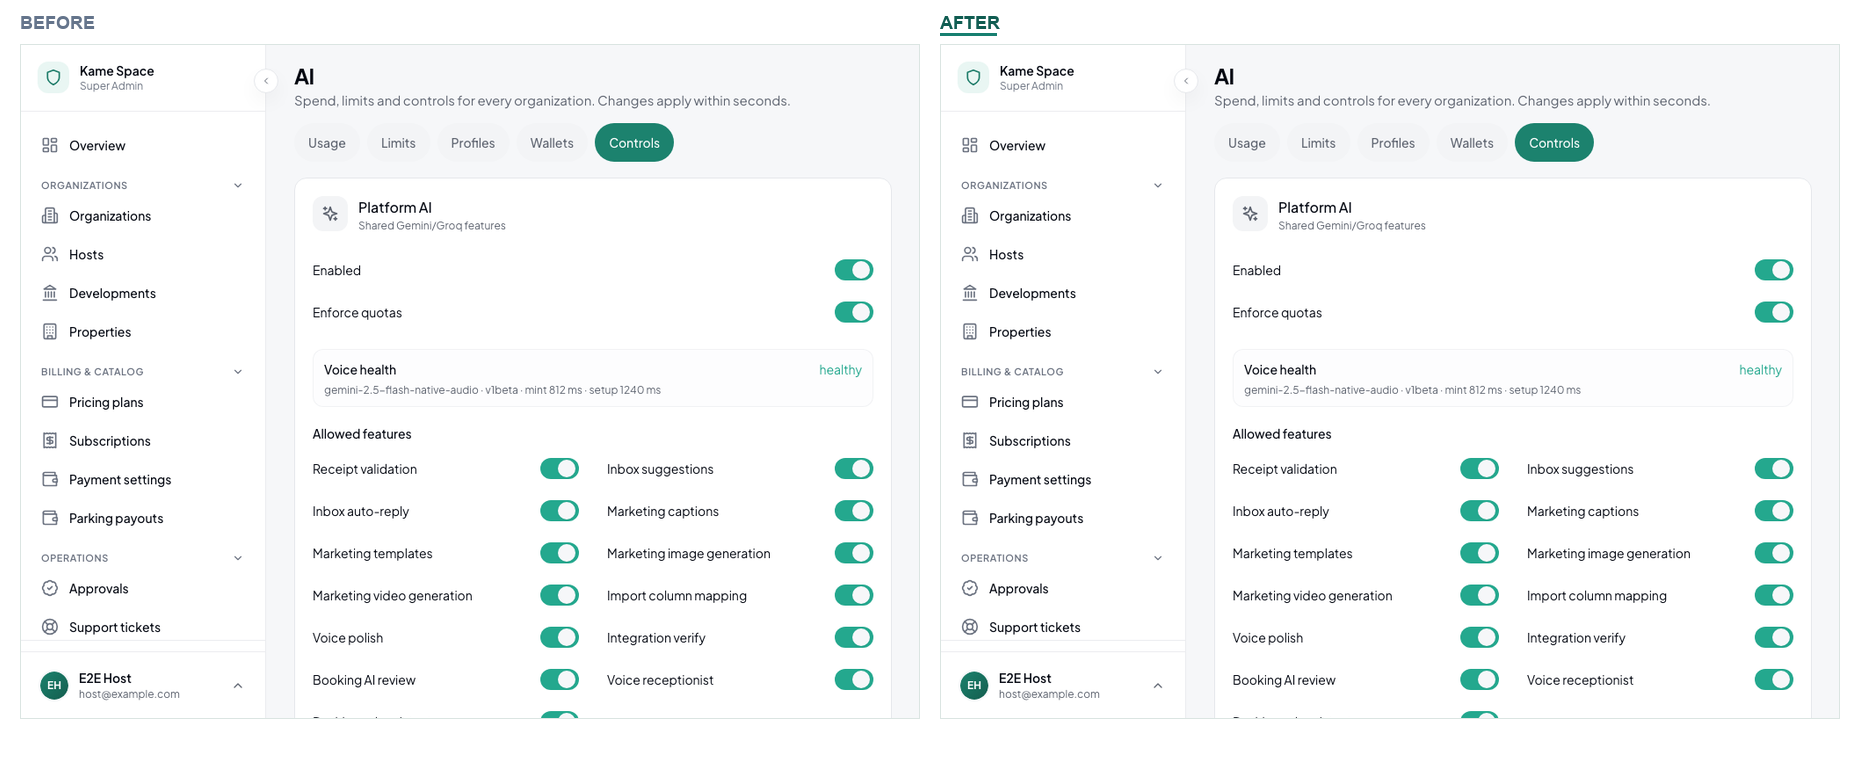 BEFORE
Kame Space
Super Admin
Overview
ORGANIZATIONS
Organizations
Hosts
Developments
Properties
BILLING & CATALOG
Pricing plans
Subscriptions
Payment settings
Parking payouts
OPERATIONS
Approvals
Support tickets
EH
E2E Host
host@example.com
AI
Spend, limits and controls for every organization. Changes apply within seconds.
Usage Limits Profiles Wallets Controls
Platform AI
Shared Gemini/Groq features
Enabled
Enforce quotas
Voice health healthy
gemini-2.5-flash-native-audio · v1beta · mint 812 ms · setup 1240 ms
Allowed features
Receipt validation Inbox suggestions
Inbox auto-reply Marketing captions
Marketing templates Marketing image generation
Marketing video generation Import column mapping
Voice polish Integration verify
Booking AI review Voice receptionist
AFTER
Kame Space
Super Admin
Overview
ORGANIZATIONS
Organizations
Hosts
Developments
Properties
BILLING & CATALOG
Pricing plans
Subscriptions
Payment settings
Parking payouts
OPERATIONS
Approvals
Support tickets
EH
E2E Host
host@example.com
AI
Spend, limits and controls for every organization. Changes apply within seconds.
Usage Limits Profiles Wallets Controls
Platform AI
Shared Gemini/Groq features
Enabled
Enforce quotas
Voice health healthy
gemini-2.5-flash-native-audio · v1beta · mint 812 ms · setup 1240 ms
Allowed features
Receipt validation Inbox suggestions
Inbox auto-reply Marketing captions
Marketing templates Marketing image generation
Marketing video generation Import column mapping
Voice polish Integration verify
Booking AI review Voice receptionist